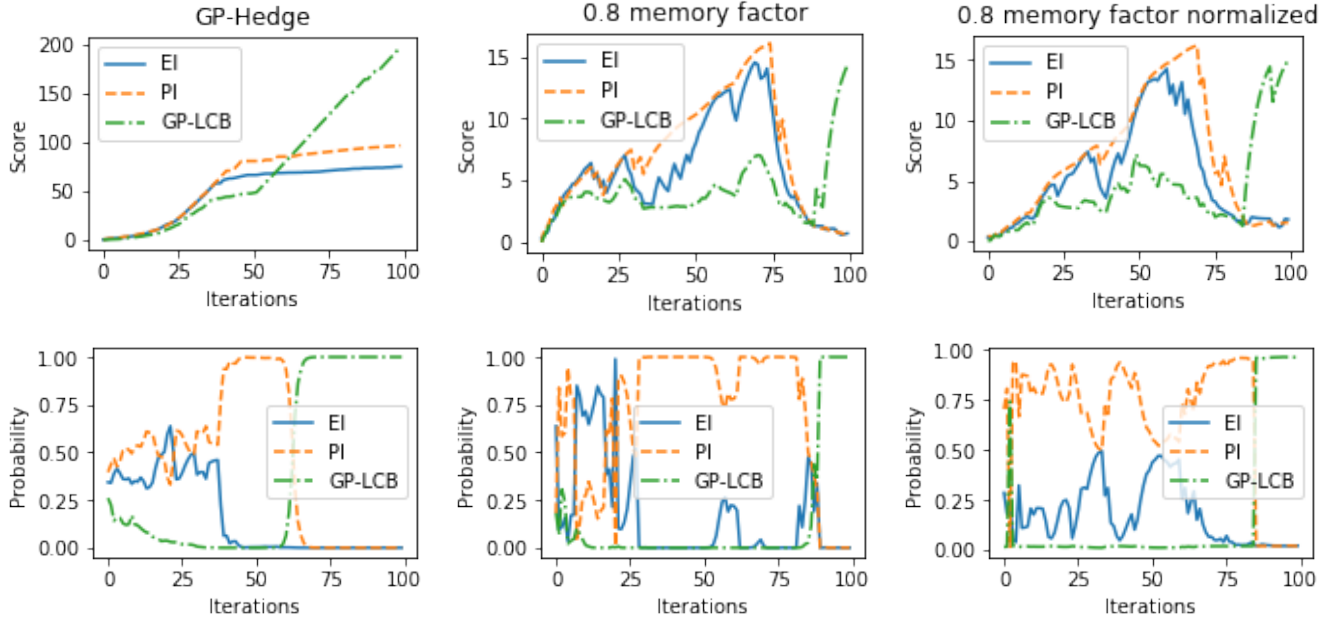 GP-Hedge
0.8 memory factor
0.8 memory factor normalized
200
150
100
50
0
Score
EI
PI
GP-LCB
0 25 50 75 100
Iterations
15
10
5
0
Score
EI
PI
GP-LCB
0 25 50 75 100
Iterations
15
10
5
0
Score
EI
PI
GP-LCB
0 25 50 75 100
Iterations
1.00
0.75
0.50
0.25
0.00
Probability
EI
PI
GP-LCB
0 25 50 75 100
Iterations
1.00
0.75
0.50
0.25
0.00
Probability
EI
PI
GP-LCB
0 25 50 75 100
Iterations
1.00
0.75
0.50
0.25
0.00
Probability
EI
PI
GP-LCB
0 25 50 75 100
Iterations